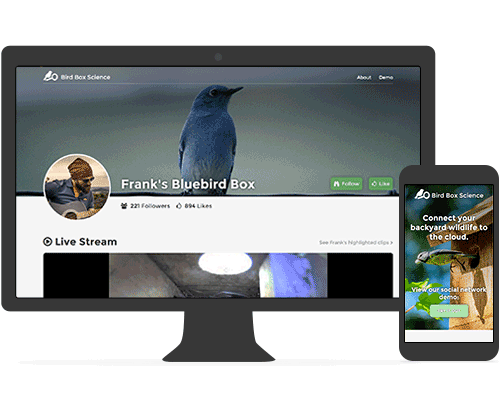 Bird Box Science
About
Demo
Frank's Bluebird Box
Follow
Like
221 Followers
894 Likes
Live Stream
See Frank's highlighted clips >
Bird Box Science
Connect your
backyard wildlife to
the cloud.
View our social network
demo: